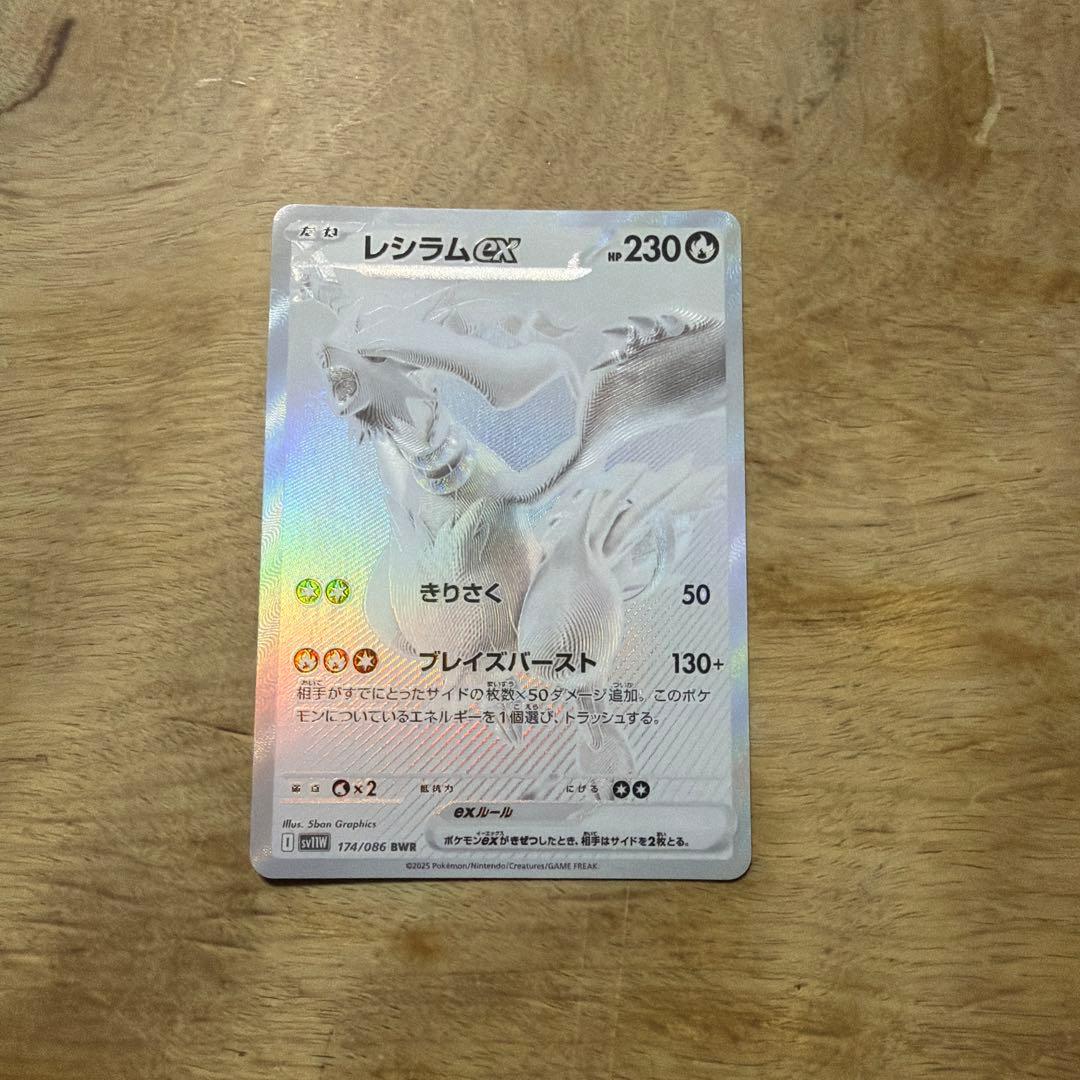 たね レシラムex HP 230
きりさく 50
ブレイズバースト 130+
相手がすでにとったサイドの枚数×50ダメージ追加。このポケ
モンについているエネルギーを1個選び、トラッシュする。
弱点 ×2 抵抗力 にげる
exルール
ポケモンexがきぜつしたとき、相手はサイドを2枚とる。
Illus. 5ban Graphics
I sv11W 174/086 BWR
©2025 Pokémon/Nintendo/Creatures/GAME FREAK.